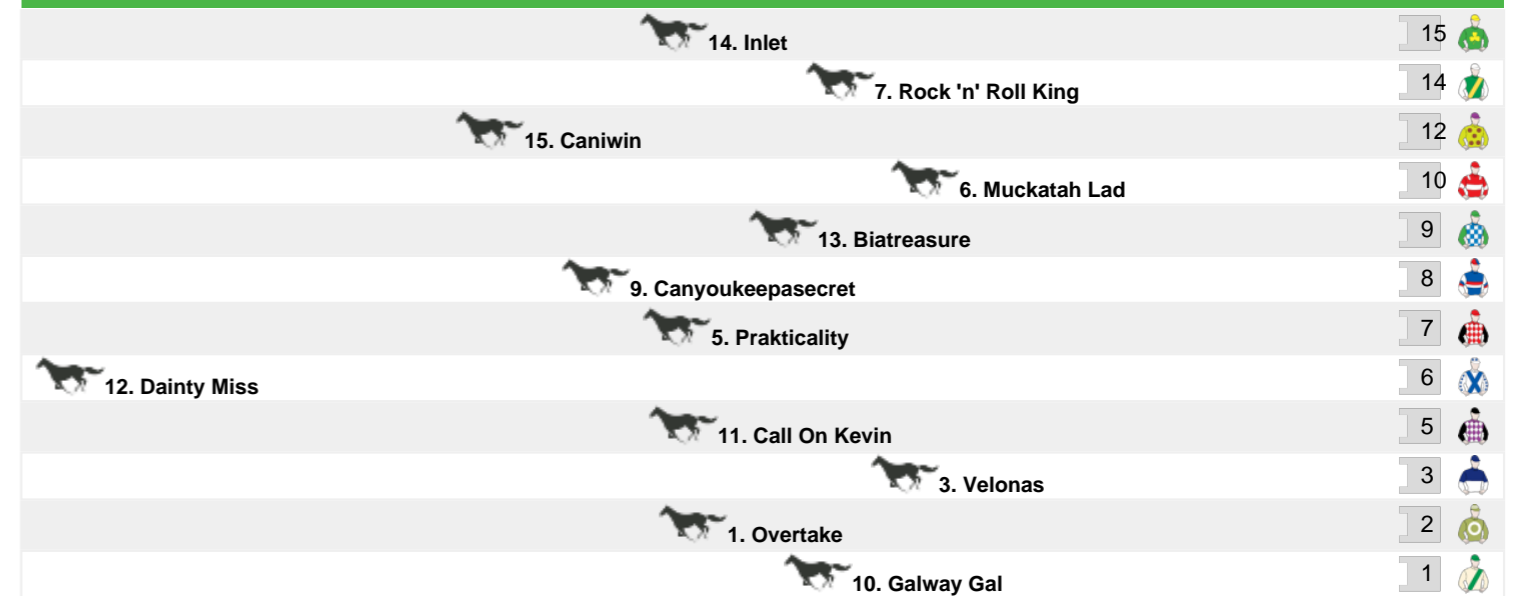 14. Inlet 15
7. Rock 'n' Roll King 14
15. Caniwin 12
6. Muckatah Lad 10
13. Biatreasure 9
9. Canyoukeepasecret 8
5. Prakticality 7
12. Dainty Miss 6
11. Call On Kevin 5
3. Velonas 3
1. Overtake 2
10. Galway Gal 1